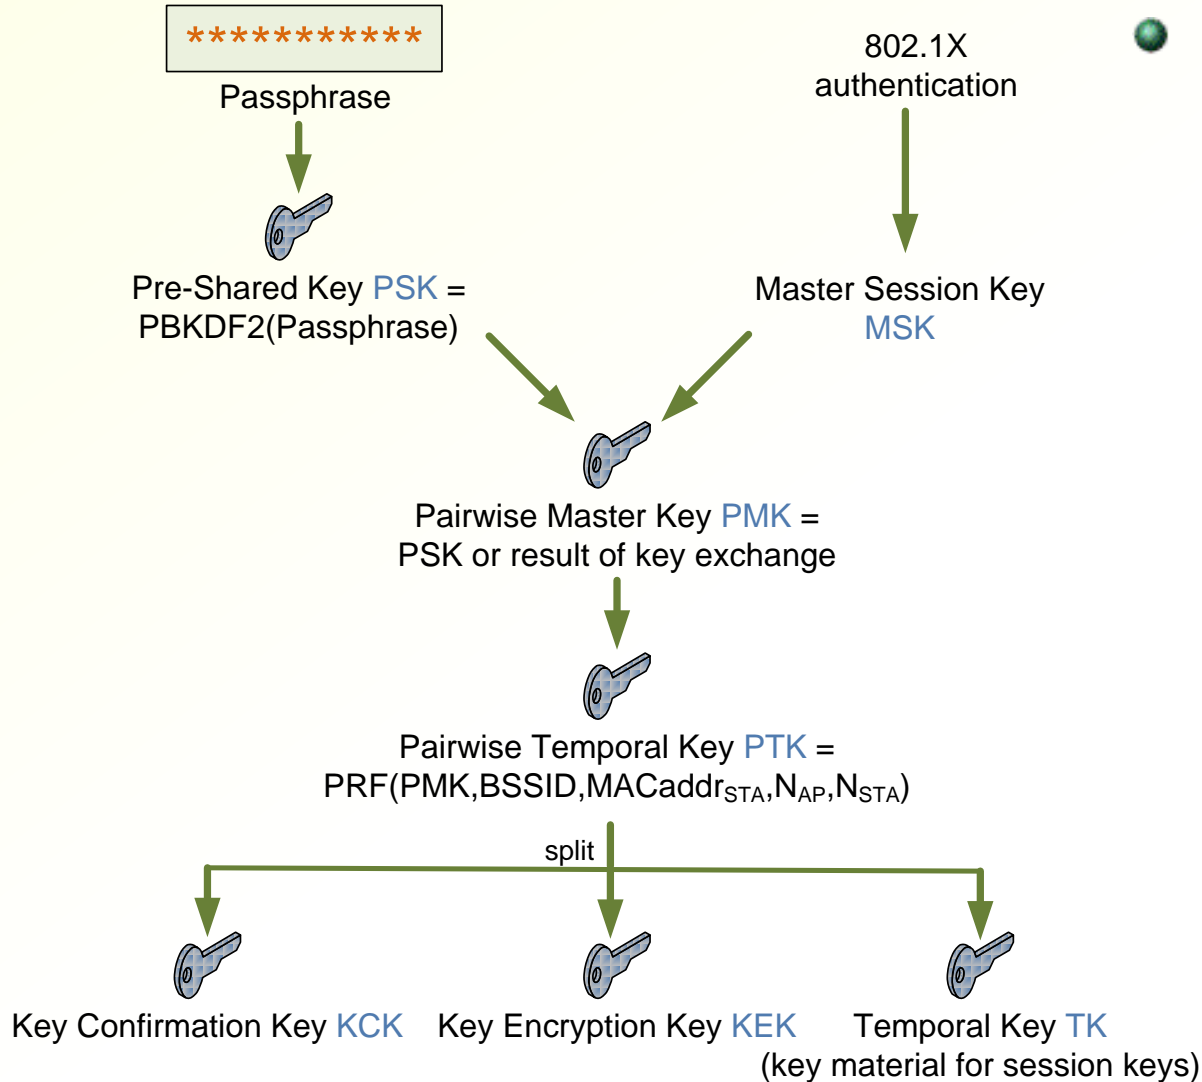 ***********
Passphrase
802.1X
authentication
Pre-Shared Key PSK =
PBKDF2(Passphrase)
Master Session Key
MSK
Pairwise Master Key PMK =
PSK or result of key exchange
Pairwise Temporal Key PTK =
PRF(PMK,BSSID,MACaddrSTA,NAP,NSTA)
split
Key Confirmation Key KCK
Key Encryption Key KEK
Temporal Key TK
(key material for session keys)